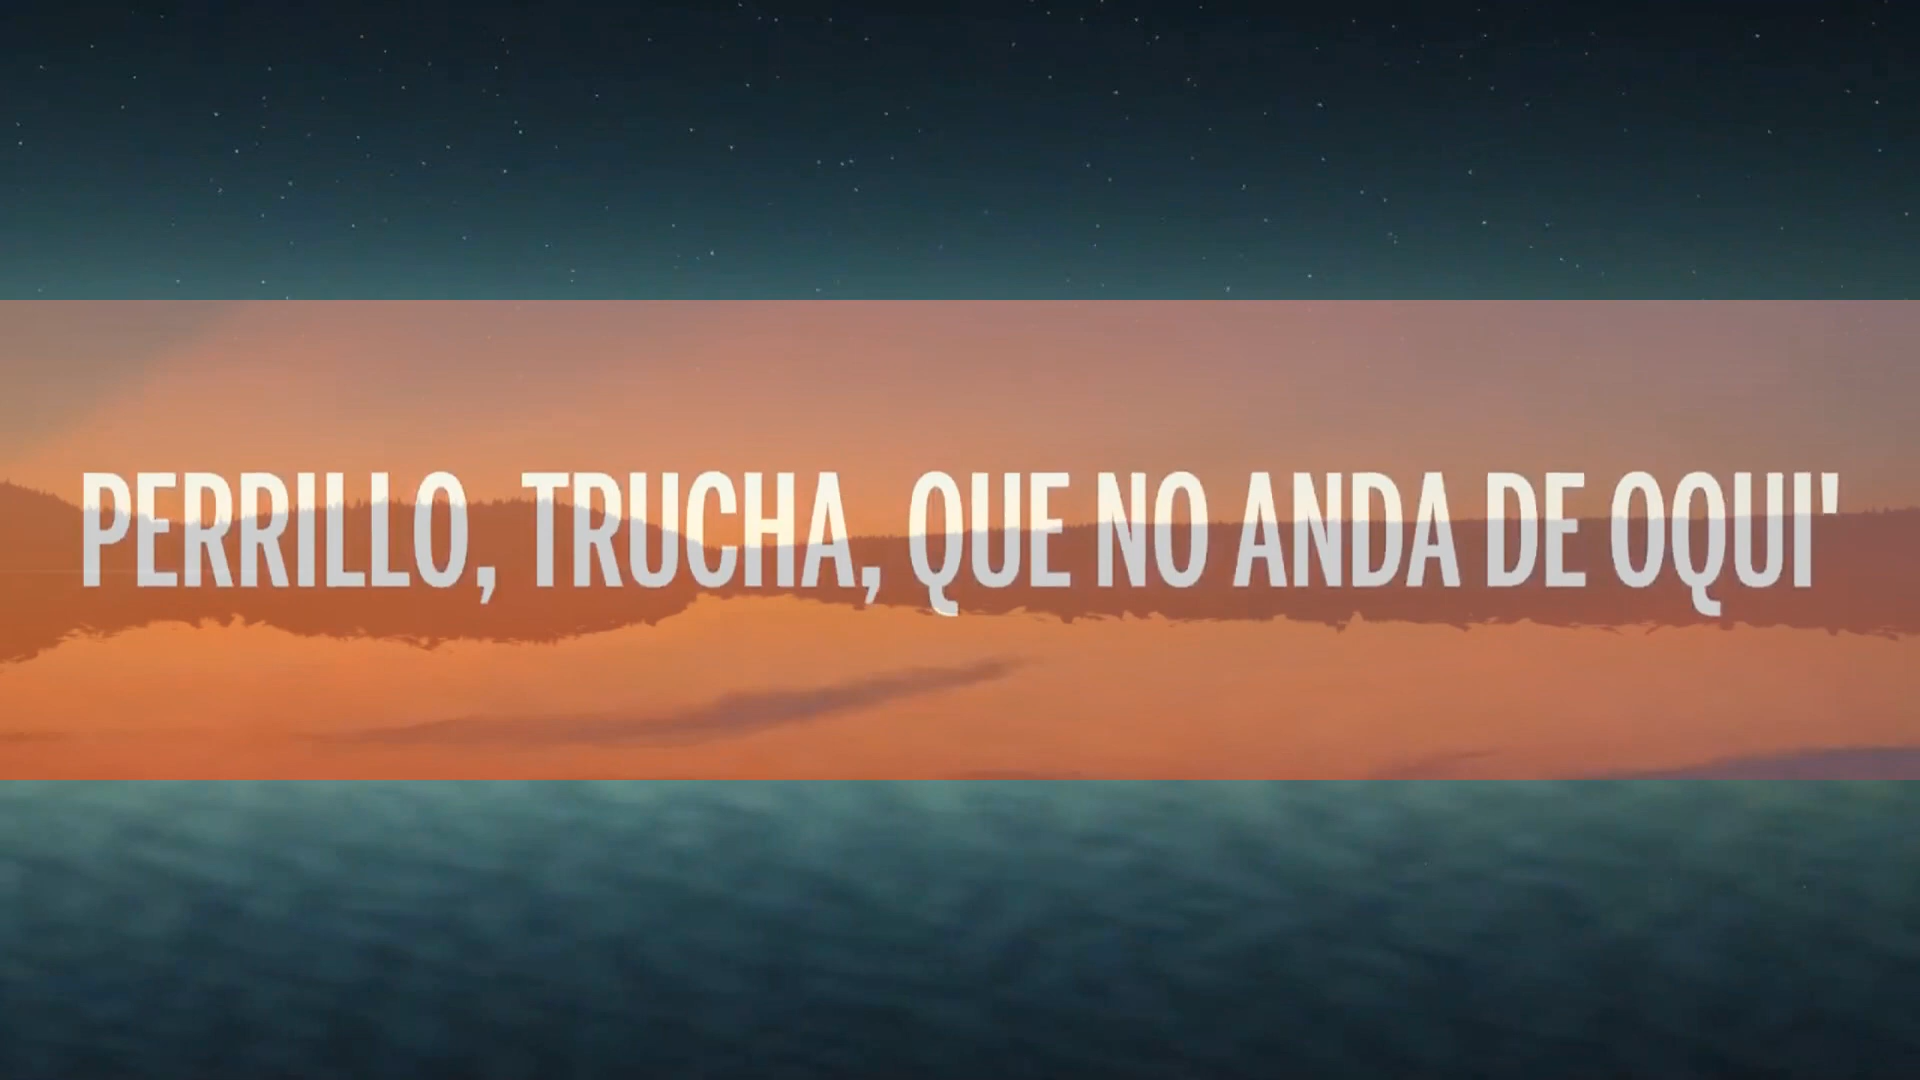 PERRILLO, TRUCHA, QUE NO ANDA DE OQUI'